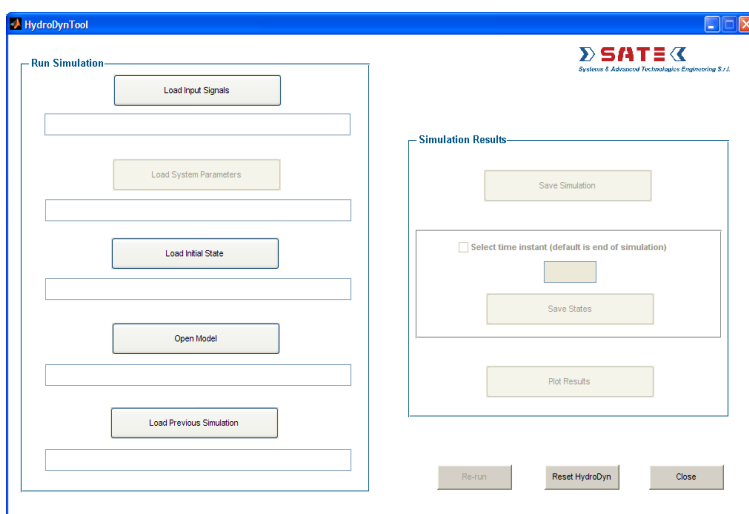 HydroDynTool
SATE
Systems & Advanced Technologies Engineering S.r.l.
Run Simulation
Load Input Signals
Load System Parameters
Load Initial State
Open Model
Load Previous Simulation
Simulation Results
Save Simulation
Select time instant (default is end of simulation)
Save States
Plot Results
Re-run
Reset HydroDyn
Close